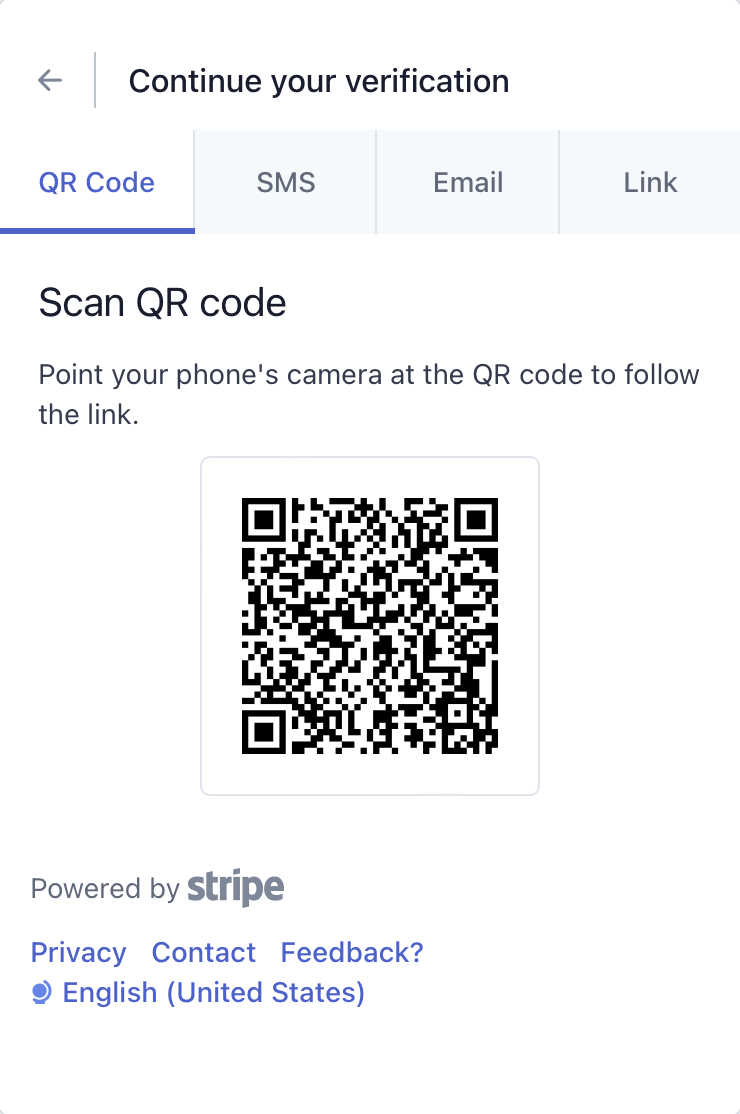 Continue your verification
QR Code
SMS
Email
Link
Scan QR code
Point your phone's camera at the QR code to follow
the link.
Powered by stripe
Privacy Contact Feedback?
English (United States)